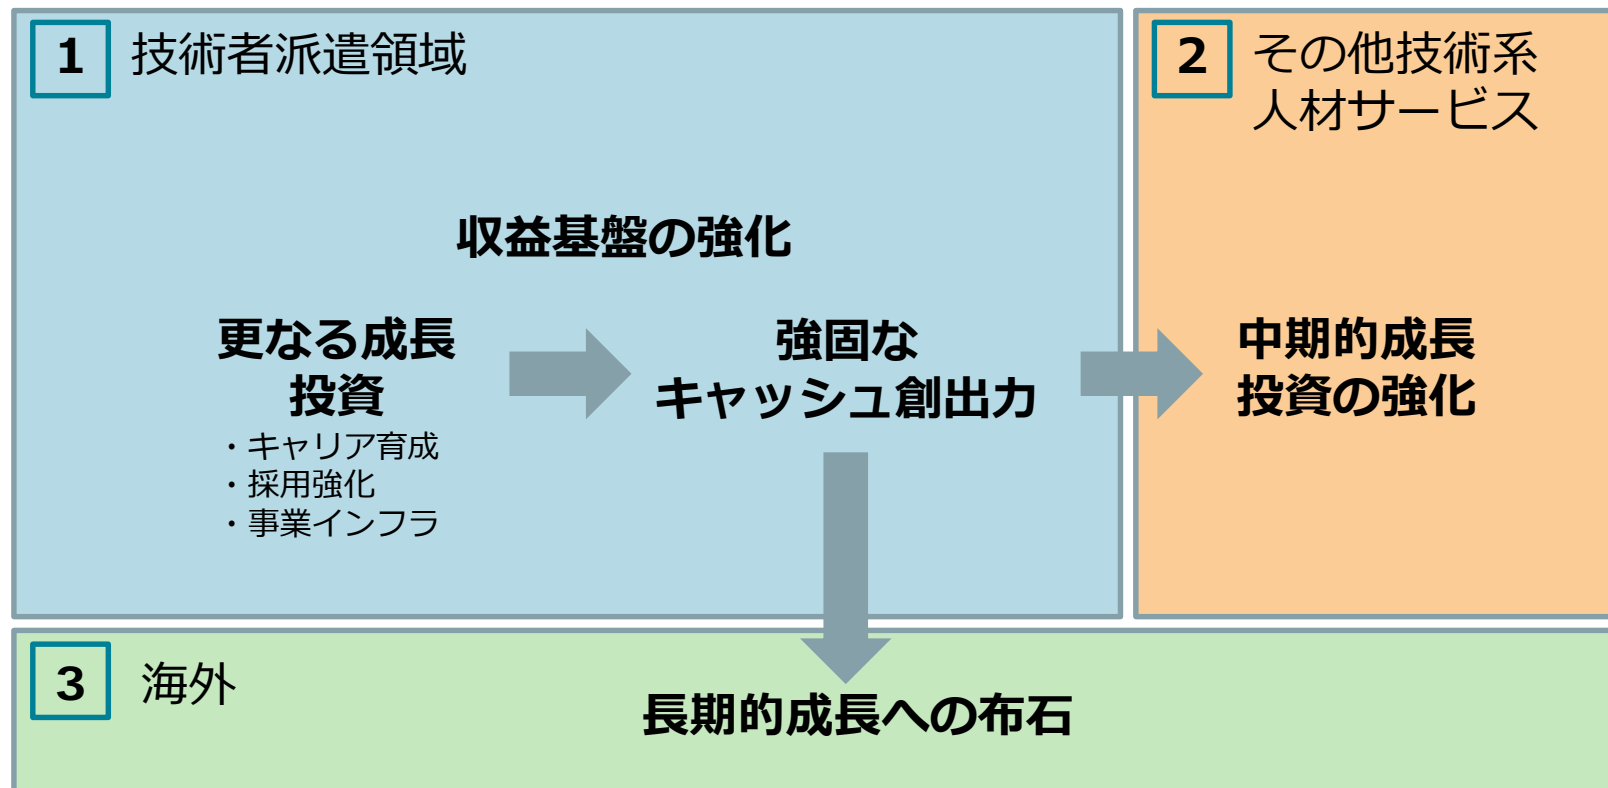 1 技術者派遣領域
収益基盤の強化
更なる成長
投資
・キャリア育成
・採用強化
・事業インフラ
強固な
キャッシュ創出力
2 その他技術系
人材サービス
中期的成長
投資の強化
3 海外
長期的成長への布石